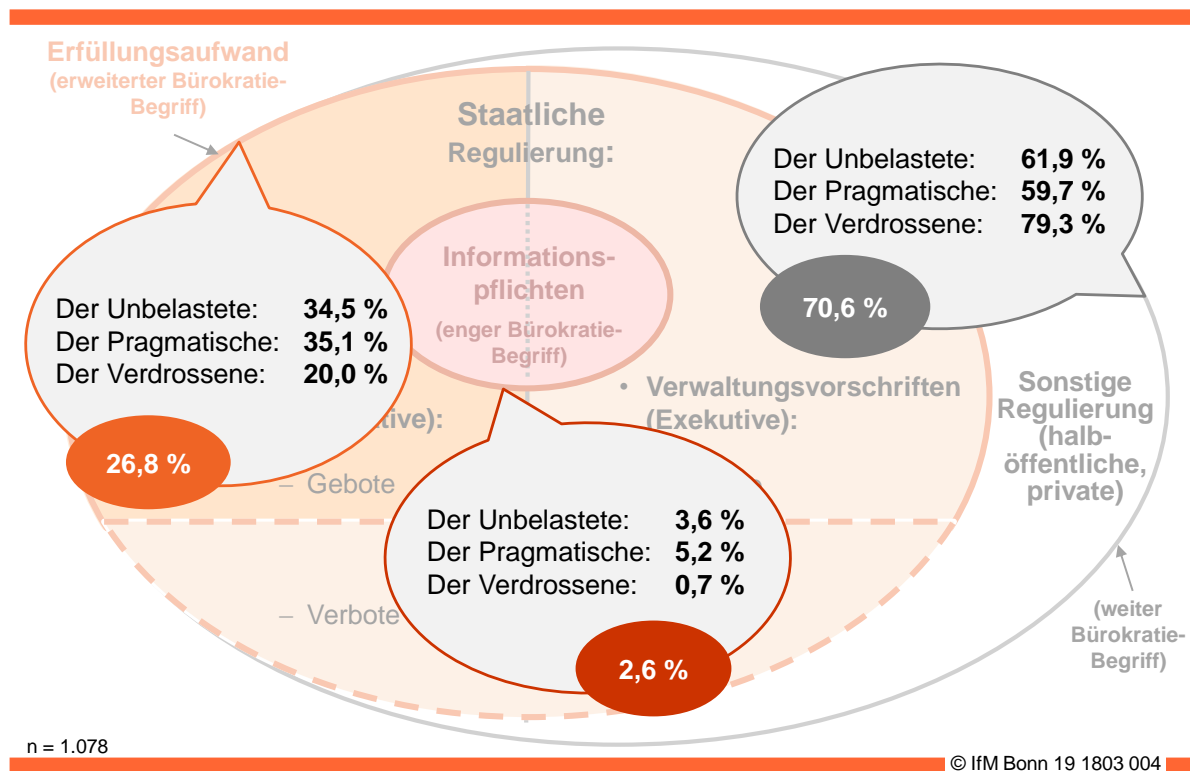 Erfüllungsaufwand
(erweiterter Bürokratie-
Begriff)
Staatliche
Regulierung:
Der Unbelastete: 61,9 %
Der Pragmatische: 59,7 %
Der Verdrossene: 79,3 %
70,6 %
Informations-
pflichten
(enger Bürokratie-
Begriff)
Der Unbelastete: 34,5 %
Der Pragmatische: 35,1 %
Der Verdrossene: 20,0 %
26,8 %
tive):
• Verwaltungsvorschriften
(Exekutive):
Sonstige
Regulierung
(halb-
öffentliche,
private)
– Gebote
Der Unbelastete: 3,6 %
Der Pragmatische: 5,2 %
Der Verdrossene: 0,7 %
2,6 %
– Verbote
(weiter
Bürokratie-
Begriff)
n = 1.078
© IfM Bonn 19 1803 004